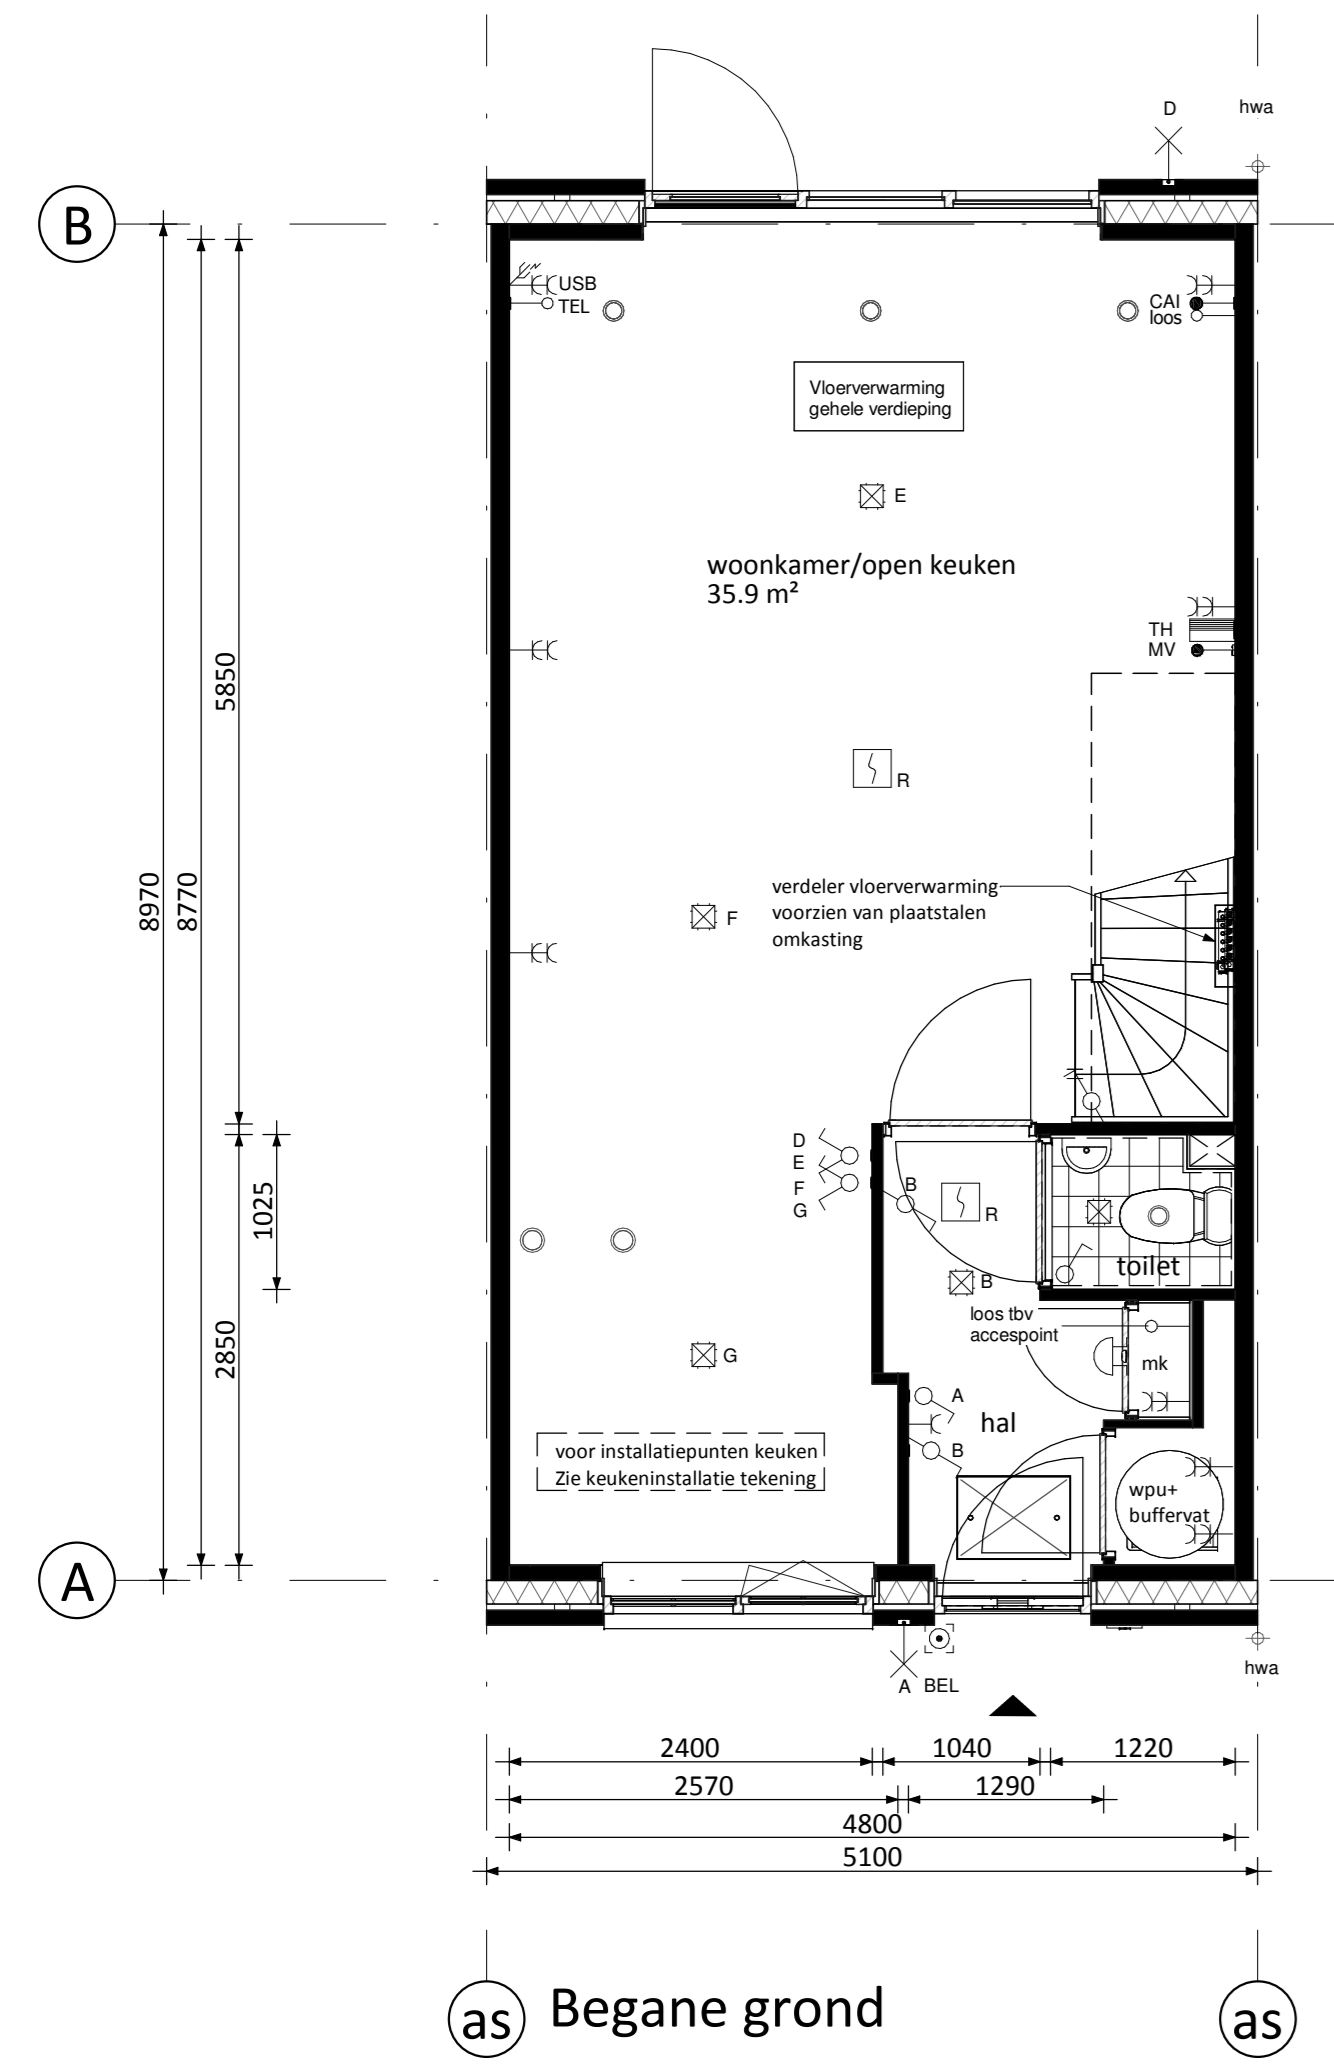 D
hwa
B
USB
TEL
CAI
loos
Vloerverwarming
gehele verdieping
E
woonkamer/open keuken
35.9 m²
TH
MV
5850
R
8970
8770
verdeler vloerverwarming
voorzien van plaatstalen
omkasting
F
D
E
F
G
B
R
1025
toilet
B
loos tbv
accespoint
2850
G
mk
A
hal
B
voor installatiepunten keuken
Zie keukeninstallatie tekening
wpu+
buffervat
A
A
BEL
hwa
2400
1040
1220
2570
1290
4800
5100
as
Begane grond
as